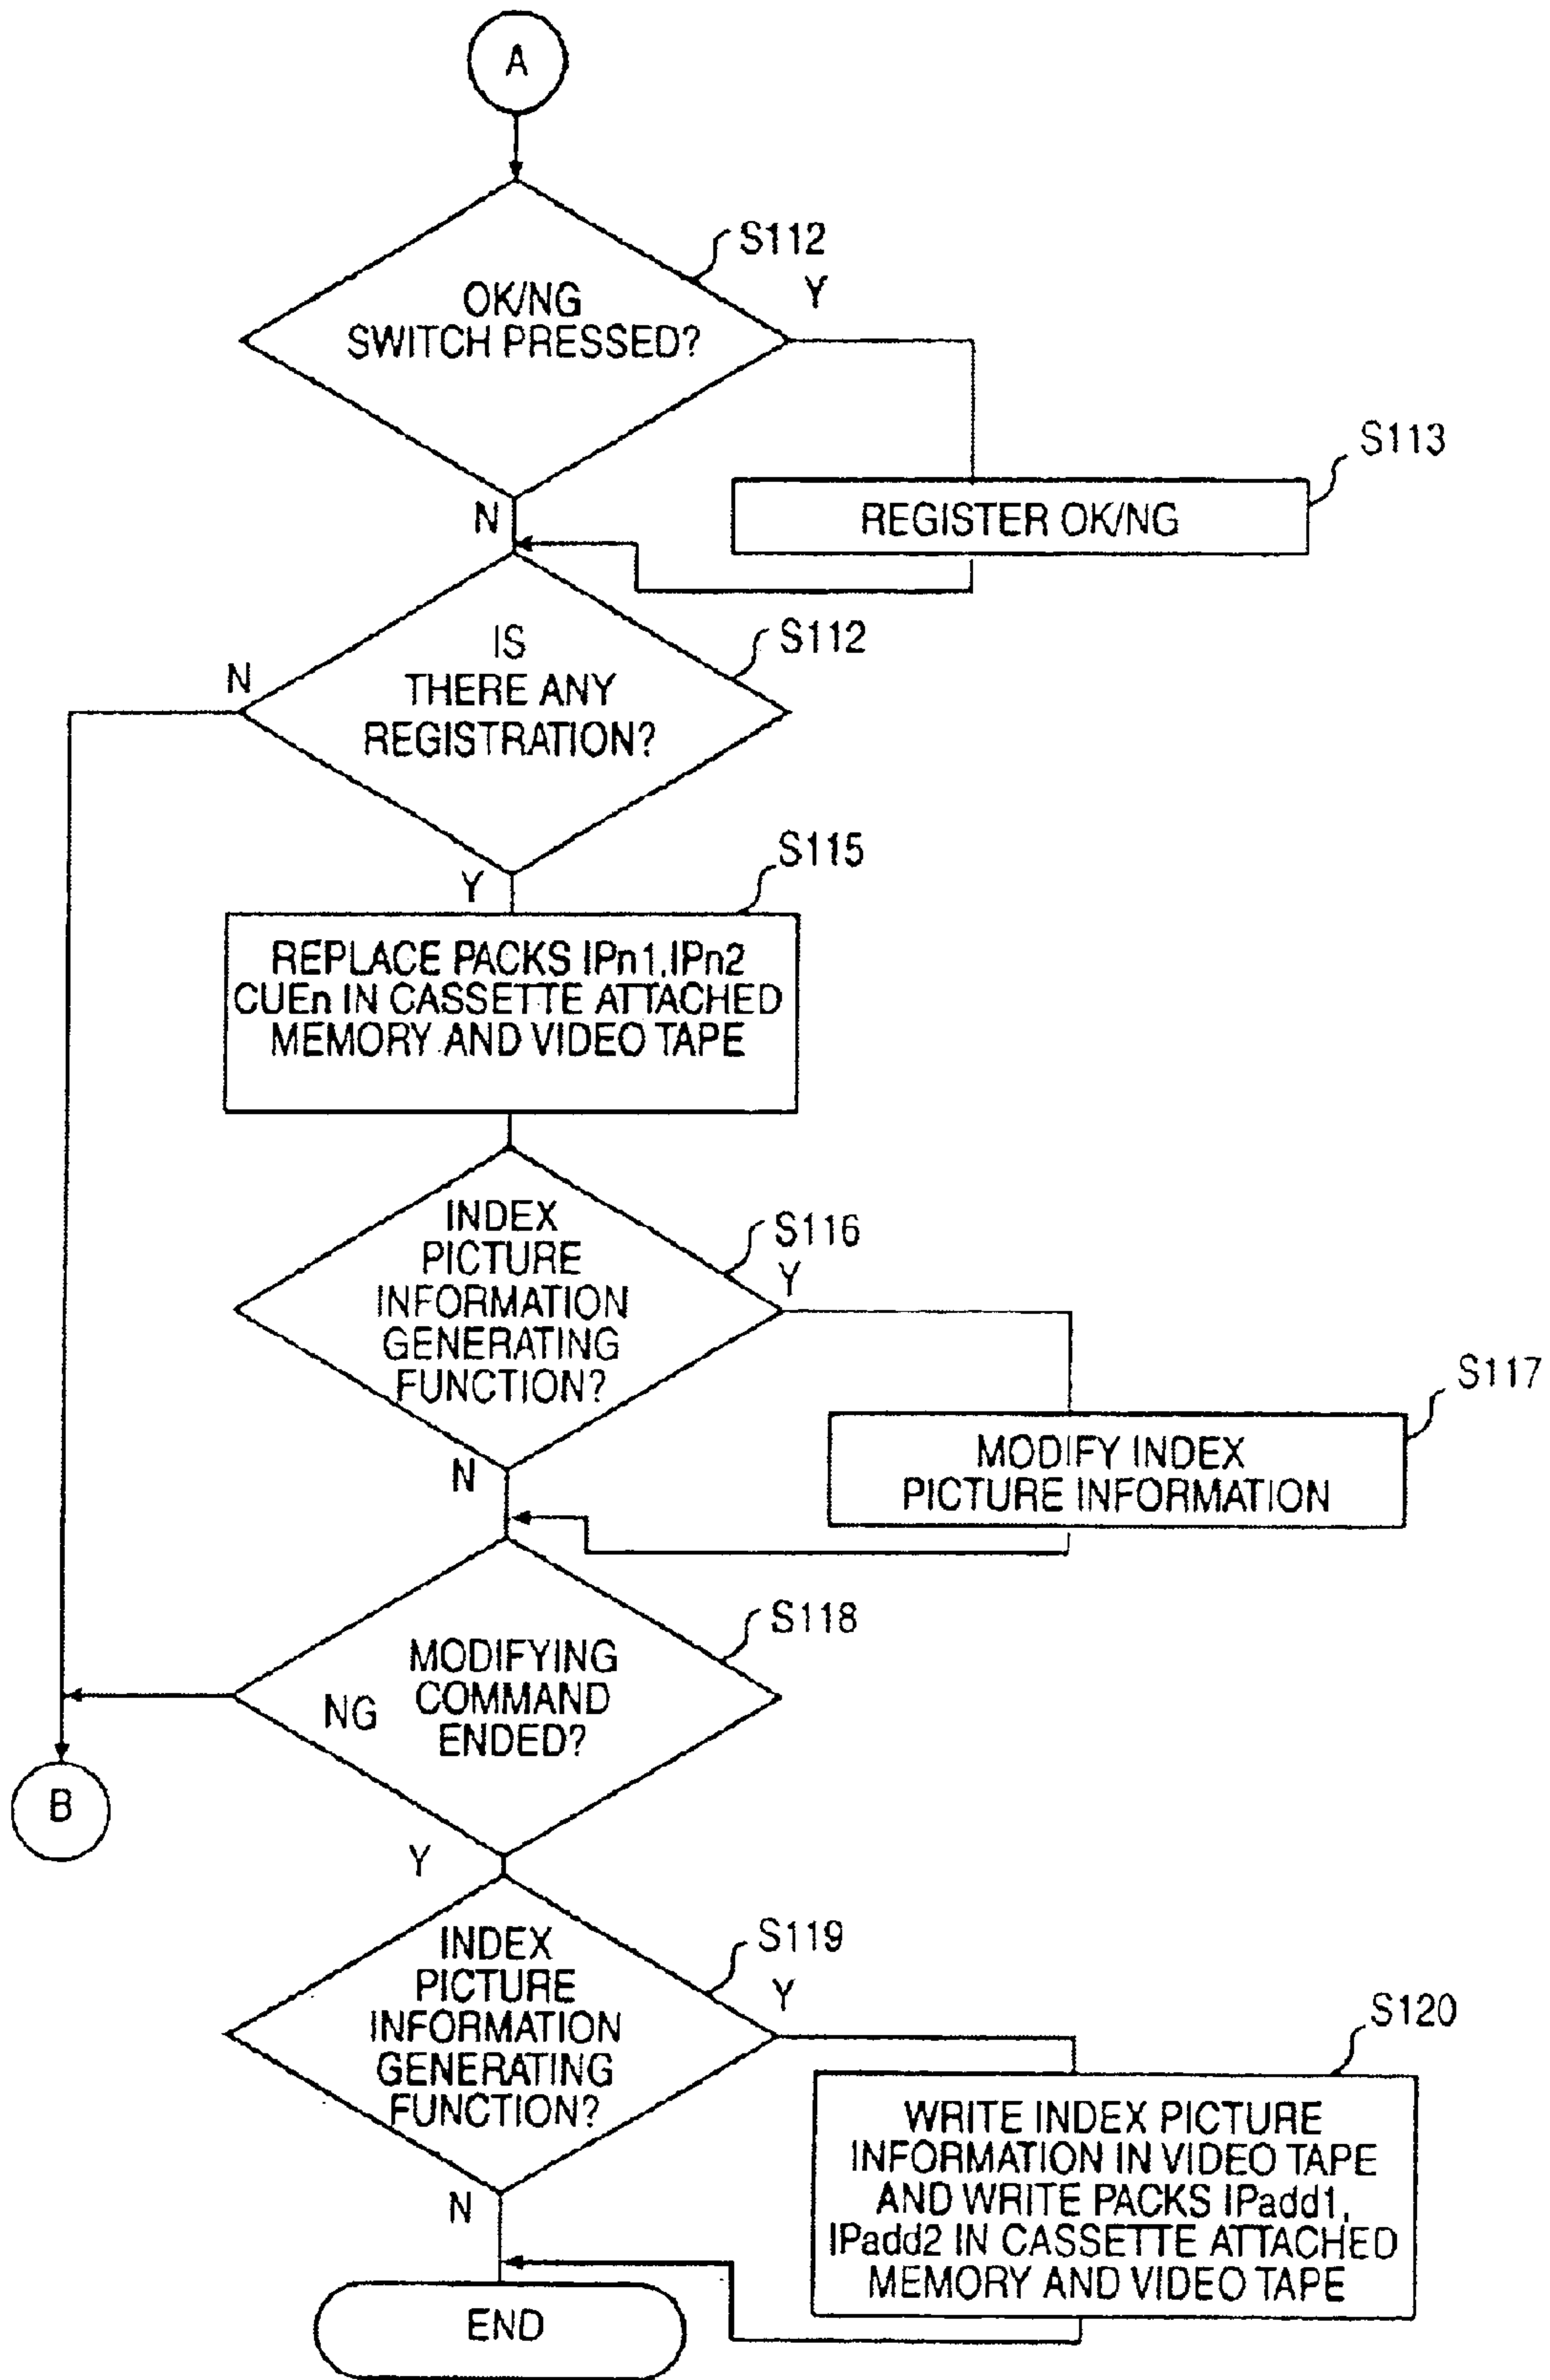 A
S112
OK/NG
SWITCH PRESSED?
Y
N
S113
REGISTER OK/NG
S112
IS
THERE ANY
REGISTRATION?
N
Y
S115
REPLACE PACKS IPn1,IPn2
CUEn IN CASSETTE ATTACHED
MEMORY AND VIDEO TAPE
S116
INDEX
PICTURE
INFORMATION
GENERATING
FUNCTION?
Y
N
S117
MODIFY INDEX
PICTURE INFORMATION
S118
MODIFYING
COMMAND
ENDED?
NG
B
Y
S119
INDEX
PICTURE
INFORMATION
GENERATING
FUNCTION?
Y
N
S120
WRITE INDEX PICTURE
INFORMATION IN VIDEO TAPE
AND WRITE PACKS IPadd1,
IPadd2 IN CASSETTE ATTACHED
MEMORY AND VIDEO TAPE
END